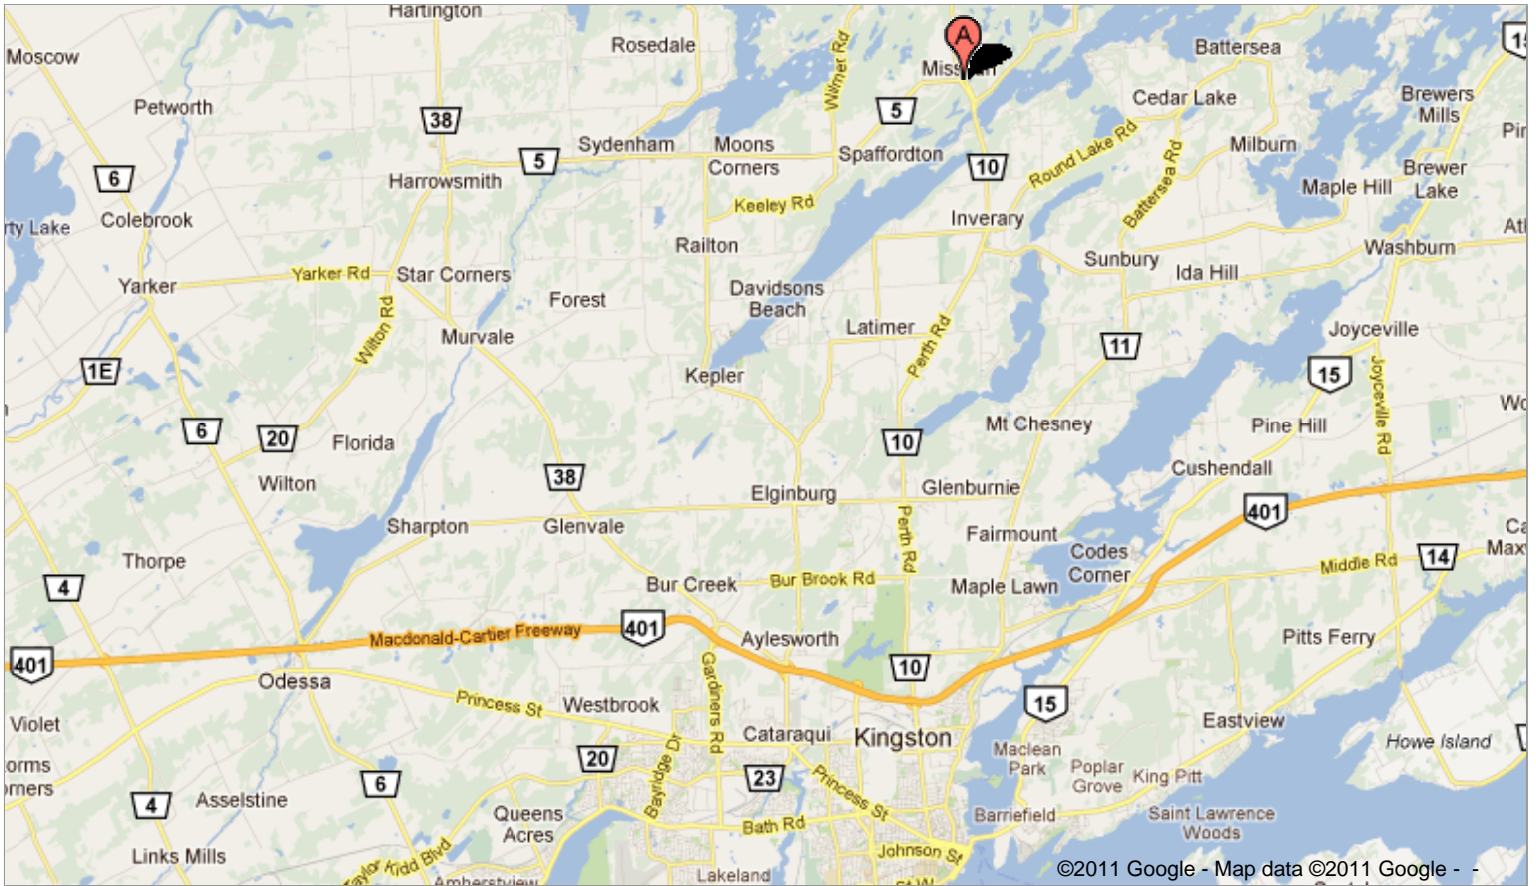 Hartington
Moscow
Rosedale
Wilmer Rd
A
Battersea
15
Petworth
38
5
Cedar Lake
Brewers
Mills
6
5
Sydenham
Moons
Corners
Spaffordton
10
Round Lake Rd
Milburn
Harrowsmith
Battersea Rd
Maple Hill
Brewer
Lake
Colebrook
Keeley Rd
Inverary
rty Lake
Railton
Washburn
Yarker
Yarker Rd
Star Corners
Sunbury
Ida Hill
Forest
Davidsons
Beach
Wilton Rd
Murvale
Latimer
Perth Rd
11
Joyceville
1E
Kepler
15
Joyceville Rd
6
20
Florida
10
Mt Chesney
Pine Hill
Wilton
38
Elginburg
Glenburnie
Cushendall
401
Sharpton
Glenvale
Perth Rd
Fairmount
Thorpe
Codes
Corner
Middle Rd
14
4
Bur Creek
Bur Brook Rd
Maple Lawn
Macdonald-Cartier Freeway
401
Aylesworth
Pitts Ferry
401
10
Odessa
Gardiners Rd
Princess St
Westbrook
15
Violet
Cataraqui
Kingston
Eastview
Howe Island
20
Bayridge Dr
23
Maclean
Park
Poplar
Grove
King Pitt
6
Princess St
4
Asselstine
Queens
Acres
Bath Rd
Barriefield
Saint Lawrence
Woods
Links Mills
Taylor Kidd Blvd
Johnson St
Amherstview
Lakeland
©2011 Google - Map data ©2011 Google - -